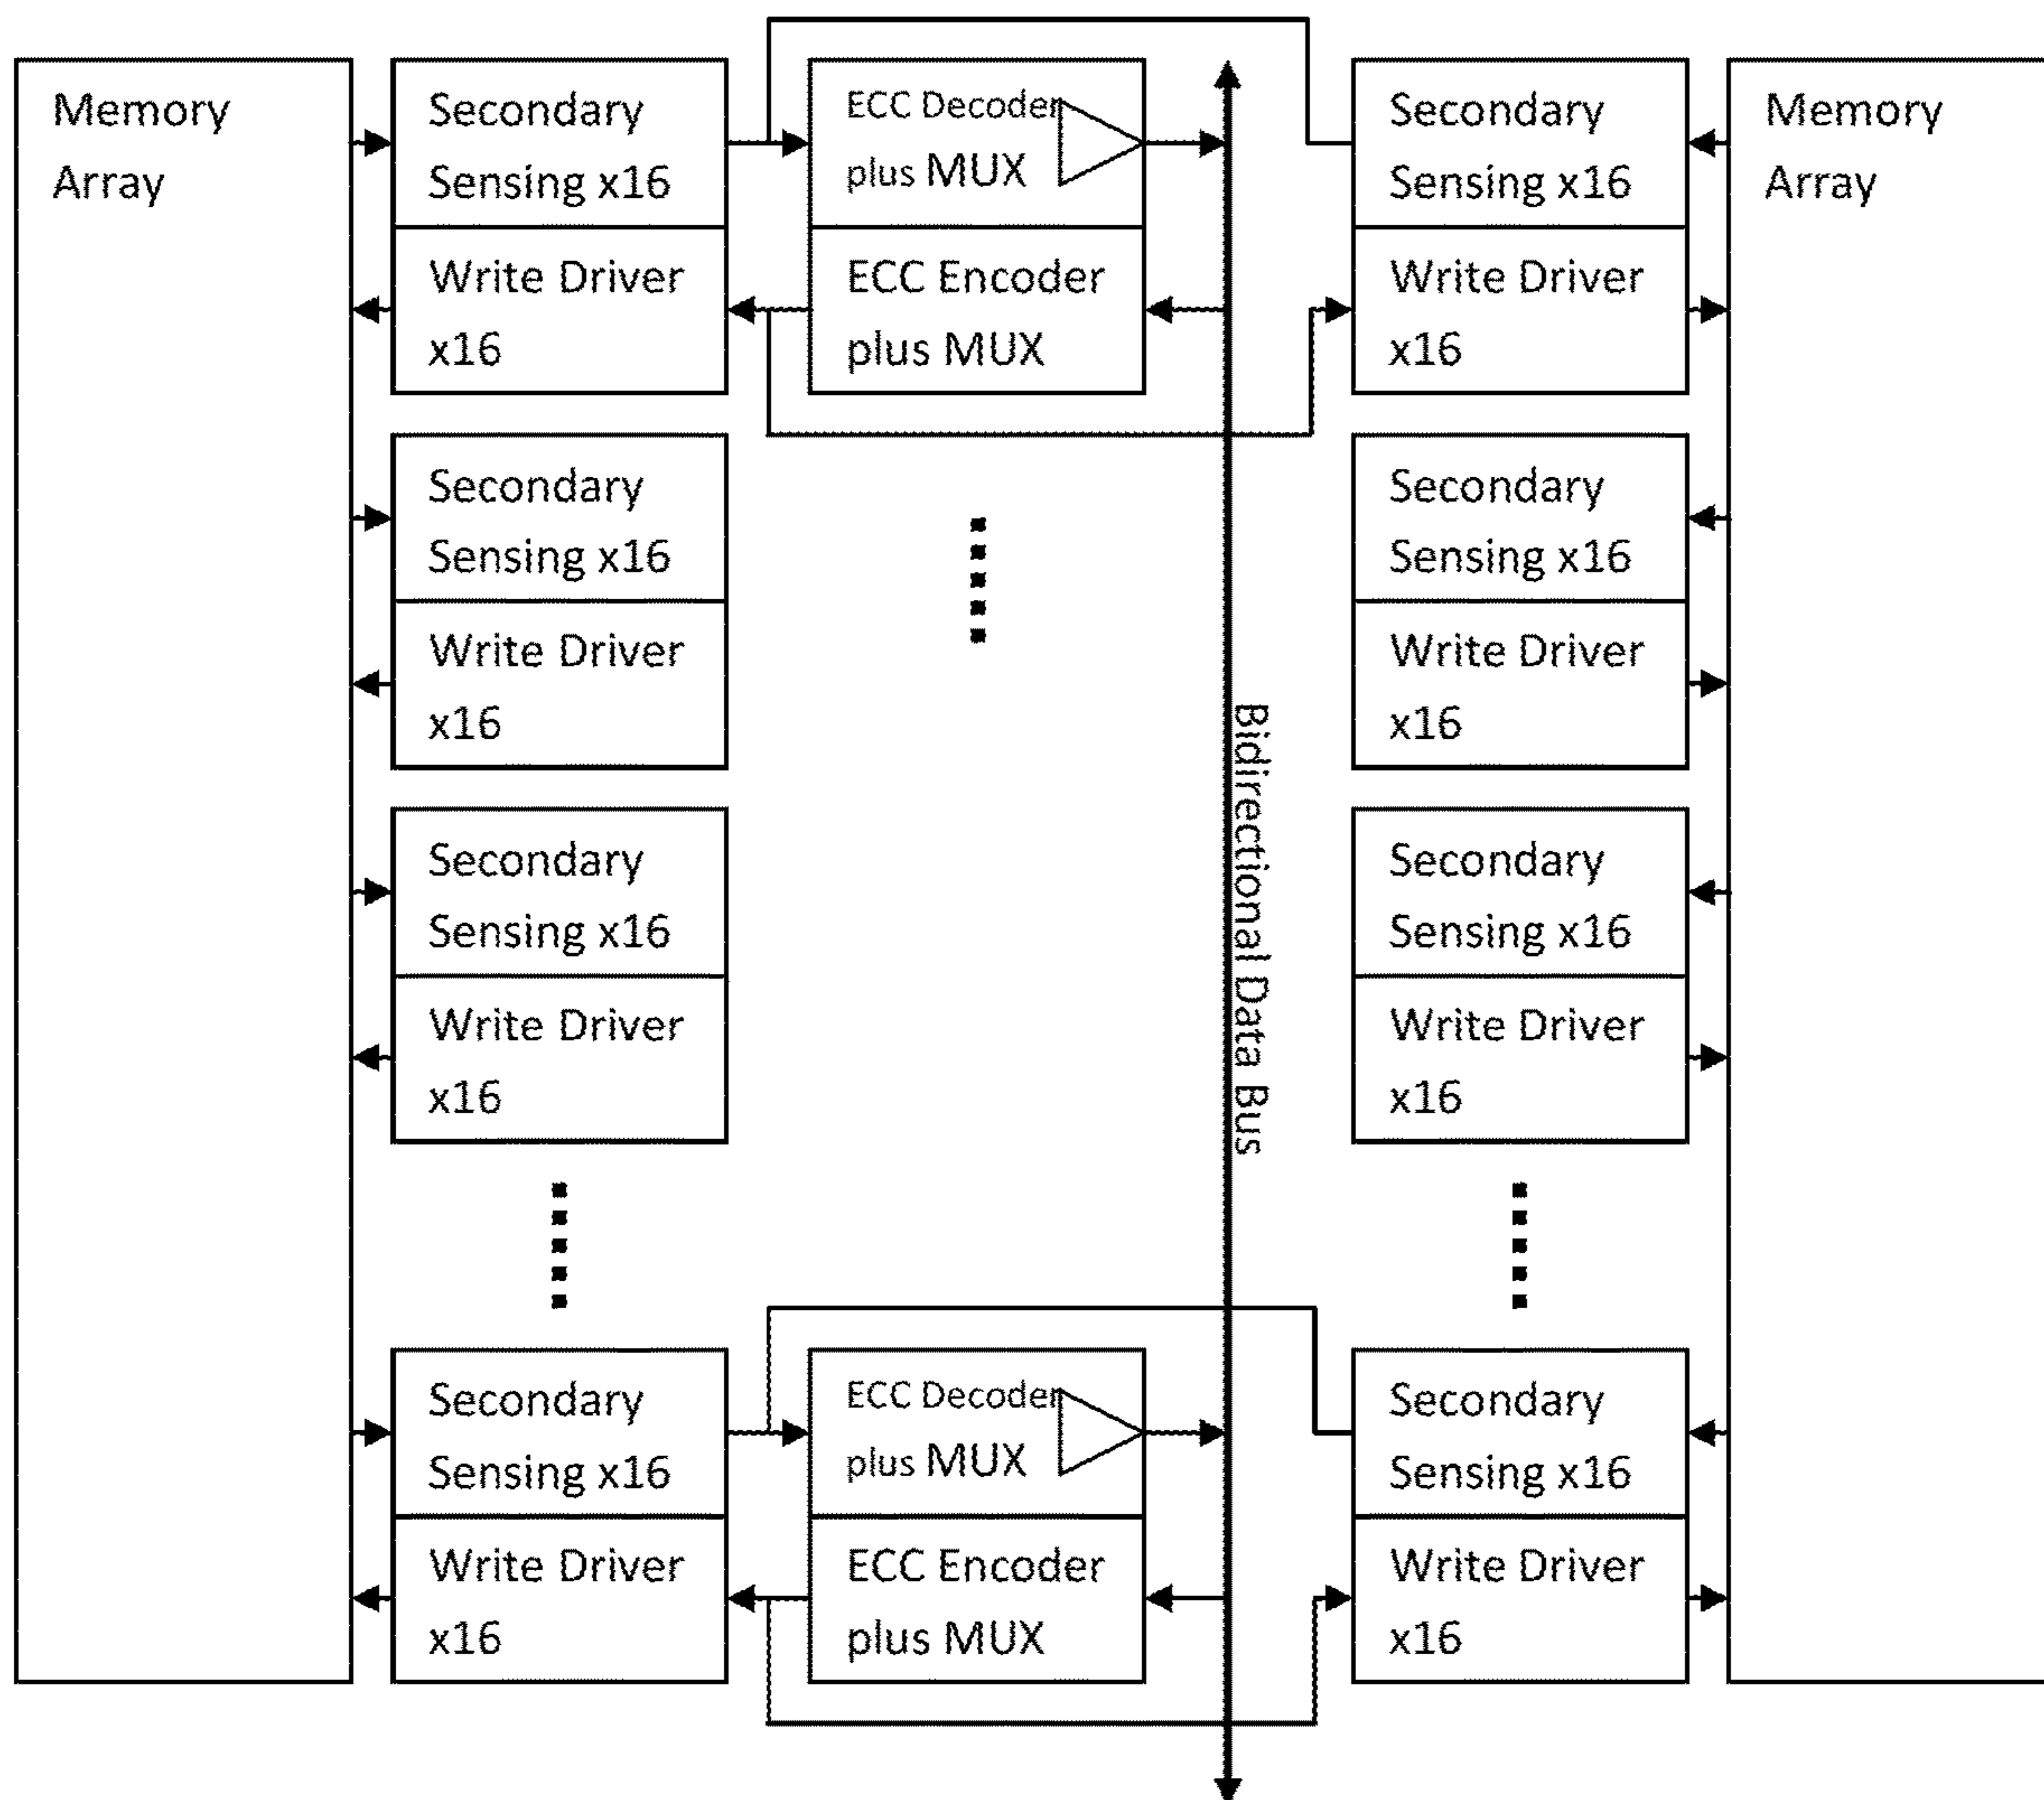 Memory
Array
Secondary
Sensing x16
Write Driver
x16
ECC Decoder
plus MUX
ECC Encoder
plus MUX
Secondary
Sensing x16
Write Driver
x16
Memory
Array
Secondary
Sensing x16
Write Driver
x16
Secondary
Sensing x16
Write Driver
x16
Bidirectional Data Bus
Secondary
Sensing x16
Write Driver
x16
Secondary
Sensing x16
Write Driver
x16
Secondary
Sensing x16
Write Driver
x16
ECC Decoder
plus MUX
ECC Encoder
plus MUX
Secondary
Sensing x16
Write Driver
x16